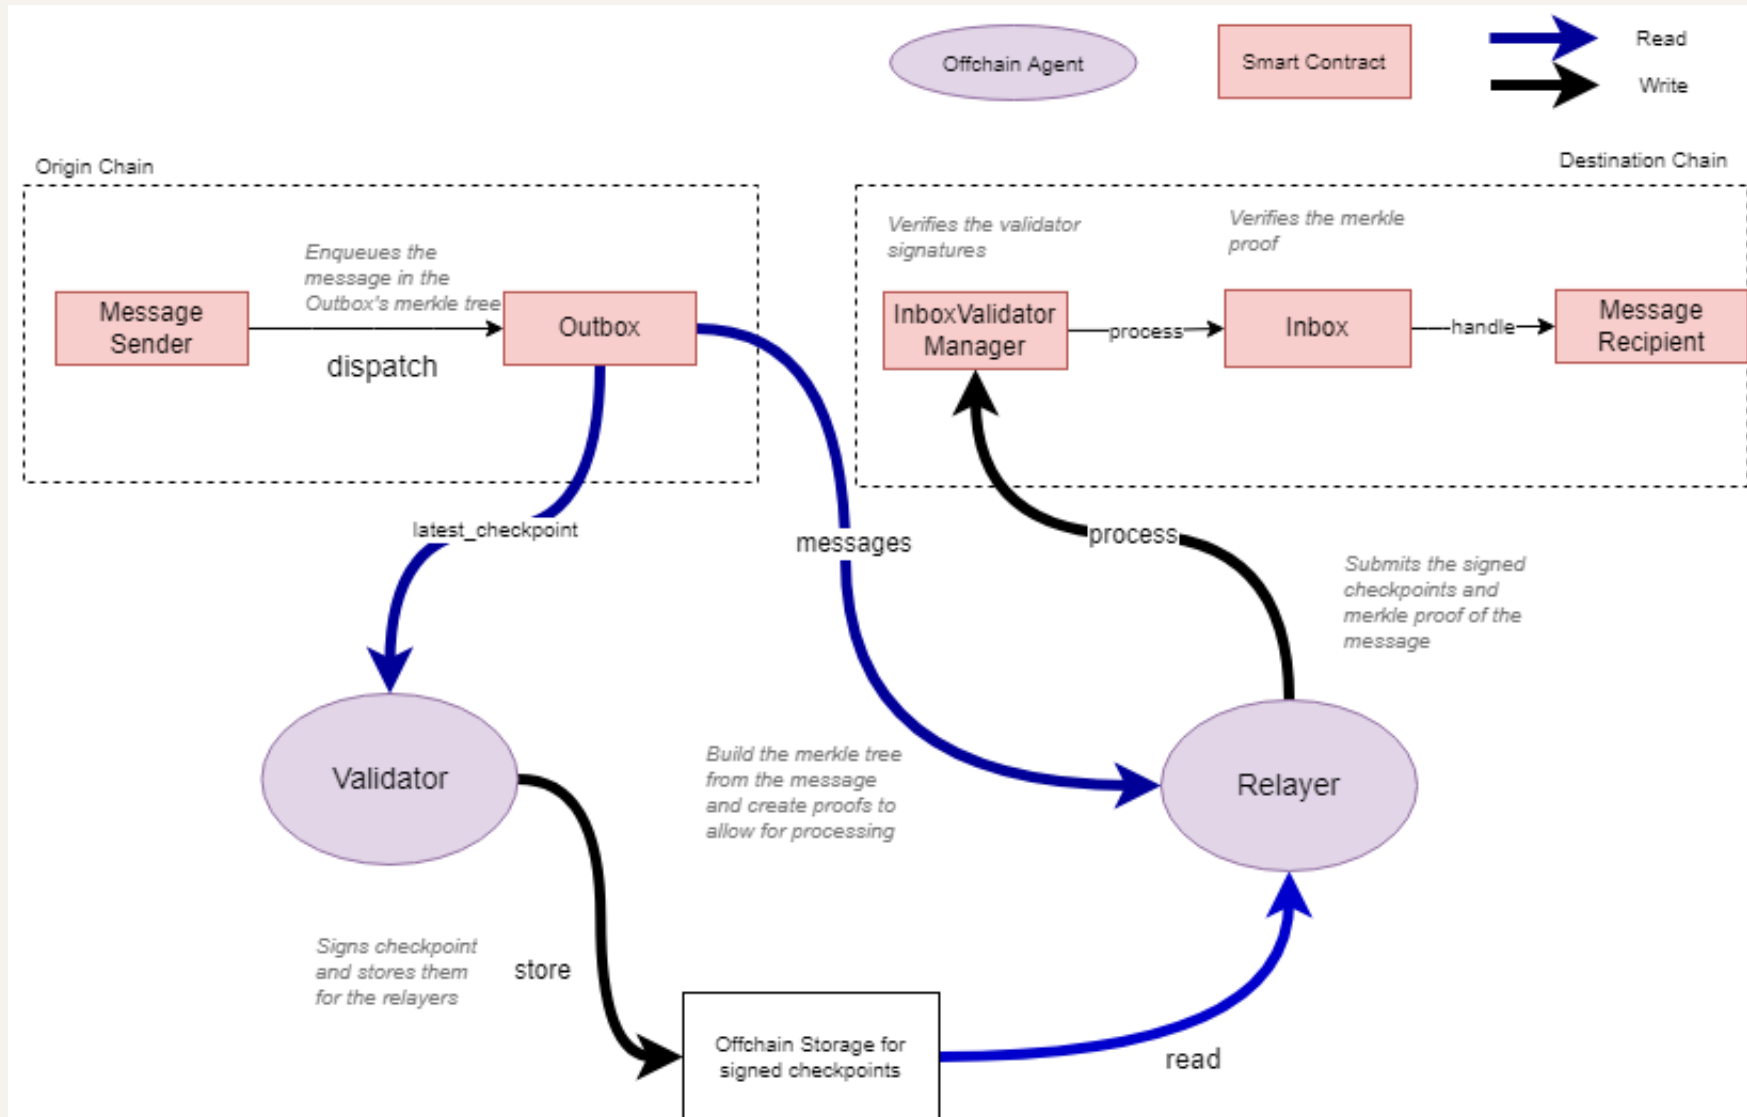 Offchain Agent
Smart Contract
Read
Write
Origin Chain
Destination Chain
Enqueues the
message in the
Outbox's merkle tree
Message
Sender
dispatch
Outbox
Verifies the validator
signatures
Verifies the merkle
proof
InboxValidator
Manager
process
Inbox
handle
Message
Recipient
latest_checkpoint
messages
process
Submits the signed
checkpoints and
merkle proof of the
message
Validator
Build the merkle tree
from the message
and create proofs to
allow for processing
Relayer
Signs checkpoint
and stores them
for the relayers
store
Offchain Storage for
signed checkpoints
read